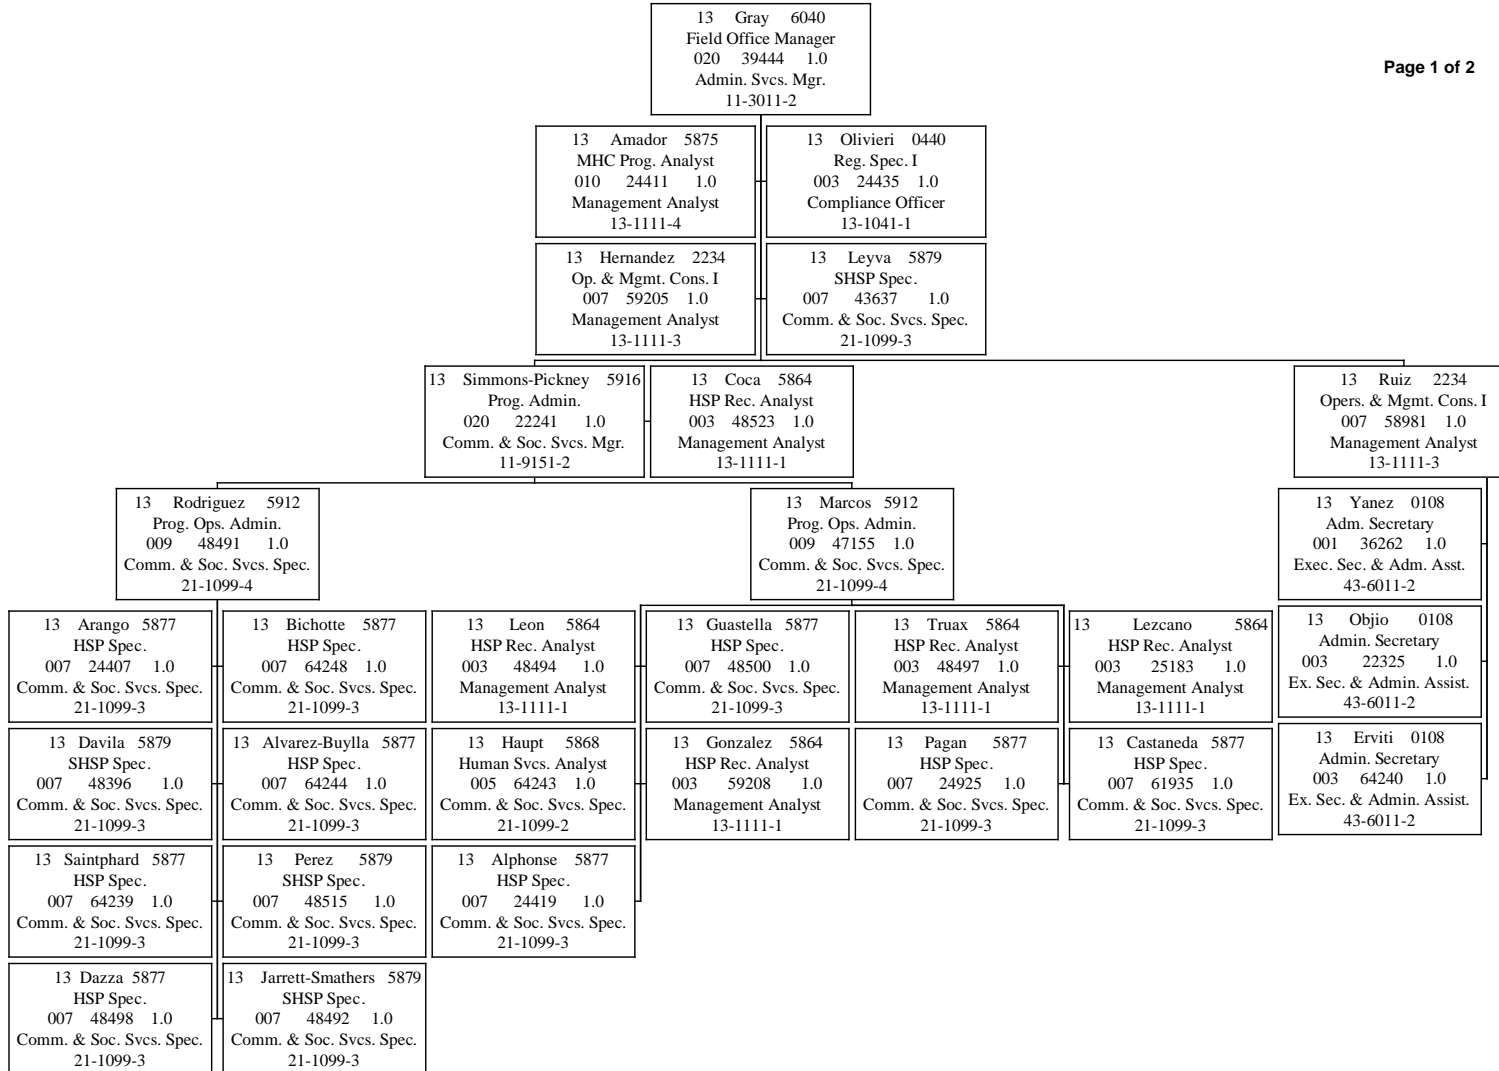 13 Gray 6040
Field Office Manager
020 39444 1.0
Admin. Svcs. Mgr.
11-3011-2
Page 1 of 2
13 Amador 5875
MHC Prog. Analyst
010 24411 1.0
Management Analyst
13-1111-4
13 Olivieri 0440
Reg. Spec. I
003 24435 1.0
Compliance Officer
13-1041-1
13 Hernandez 2234
Op. & Mgmt. Cons. I
007 59205 1.0
Management Analyst
13-1111-3
13 Leyva 5879
SHSP Spec.
007 43637 1.0
Comm. & Soc. Svcs. Spec.
21-1099-3
13 Simmons-Pickney 5916
Prog. Admin.
020 22241 1.0
Comm. & Soc. Svcs. Mgr.
11-9151-2
13 Coca 5864
HSP Rec. Analyst
003 48523 1.0
Management Analyst
13-1111-1
13 Ruiz 2234
Opers. & Mgmt. Cons. I
007 58981 1.0
Management Analyst
13-1111-3
13 Rodriguez 5912
Prog. Ops. Admin.
009 48491 1.0
Comm. & Soc. Svcs. Spec.
21-1099-4
13 Marcos 5912
Prog. Ops. Admin.
009 47155 1.0
Comm. & Soc. Svcs. Spec.
21-1099-4
13 Yanez 0108
Adm. Secretary
001 36262 1.0
Exec. Sec. & Adm. Asst.
43-6011-2
13 Arango 5877
HSP Spec.
007 24407 1.0
Comm. & Soc. Svcs. Spec.
21-1099-3
13 Bichotte 5877
HSP Spec.
007 64248 1.0
Comm. & Soc. Svcs. Spec.
21-1099-3
13 Leon 5864
HSP Rec. Analyst
003 48494 1.0
Management Analyst
13-1111-1
13 Guastella 5877
HSP Spec.
007 48500 1.0
Comm. & Soc. Svcs. Spec.
21-1099-3
13 Truax 5864
HSP Rec. Analyst
003 48497 1.0
Management Analyst
13-1111-1
13 Lezcano 5864
HSP Rec. Analyst
003 25183 1.0
Management Analyst
13-1111-1
13 Objio 0108
Admin. Secretary
003 22325 1.0
Ex. Sec. & Admin. Assist.
43-6011-2
13 Davila 5879
SHSP Spec.
007 48396 1.0
Comm. & Soc. Svcs. Spec.
21-1099-3
13 Alvarez-Buylla 5877
HSP Spec.
007 64244 1.0
Comm. & Soc. Svcs. Spec.
21-1099-3
13 Haupt 5868
Human Svcs. Analyst
005 64243 1.0
Comm. & Soc. Svcs. Spec.
21-1099-2
13 Gonzalez 5864
HSP Rec. Analyst
003 59208 1.0
Management Analyst
13-1111-1
13 Pagan 5877
HSP Spec.
007 24925 1.0
Comm. & Soc. Svcs. Spec.
21-1099-3
13 Castaneda 5877
HSP Spec.
007 61935 1.0
Comm. & Soc. Svcs. Spec.
21-1099-3
13 Erviti 0108
Admin. Secretary
003 64240 1.0
Ex. Sec. & Admin. Assist.
43-6011-2
13 Saintphard 5877
HSP Spec.
007 64239 1.0
Comm. & Soc. Svcs. Spec.
21-1099-3
13 Perez 5879
SHSP Spec.
007 48515 1.0
Comm. & Soc. Svcs. Spec.
21-1099-3
13 Alphonse 5877
HSP Spec.
007 24419 1.0
Comm. & Soc. Svcs. Spec.
21-1099-3
13 Dazza 5877
HSP Spec.
007 48498 1.0
Comm. & Soc. Svcs. Spec.
21-1099-3
13 Jarrett-Smathers 5879
SHSP Spec.
007 48492 1.0
Comm. & Soc. Svcs. Spec.
21-1099-3